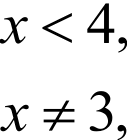 x < 4,
x ≠ 3,